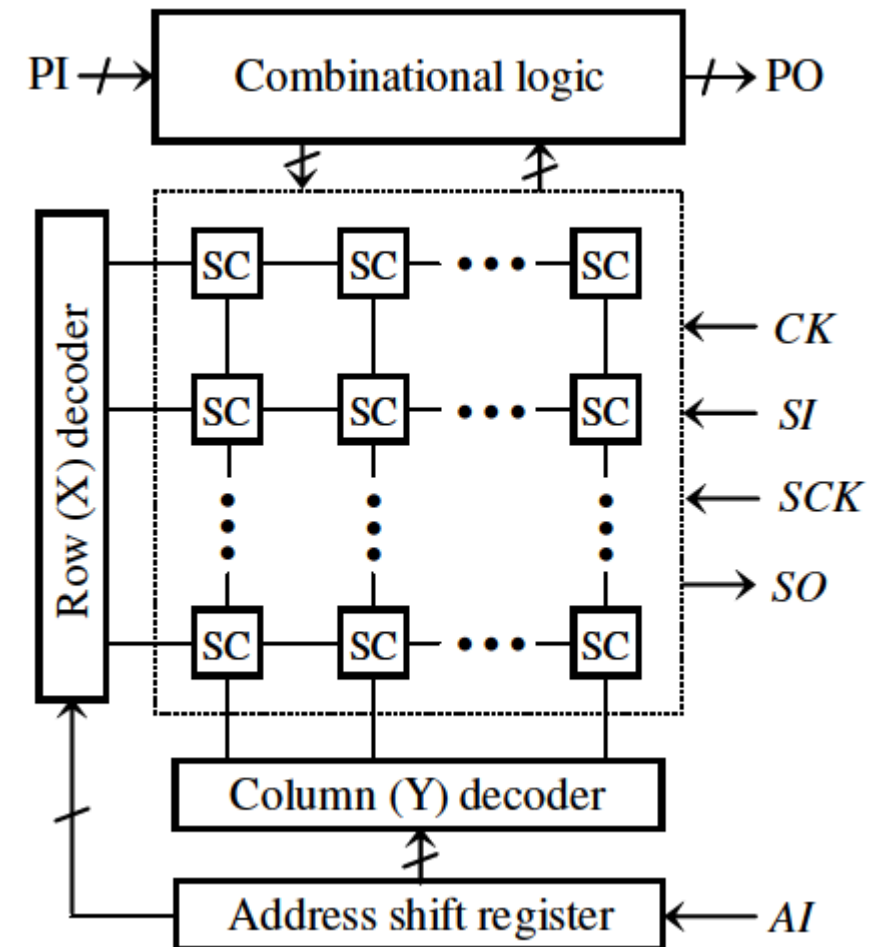 PI
Combinational logic
PO
Row (X) decoder
SC SC ••• SC
CK
SC SC ••• SC
SI
SCK
SO
SC SC ••• SC
Column (Y) decoder
Address shift register
AI